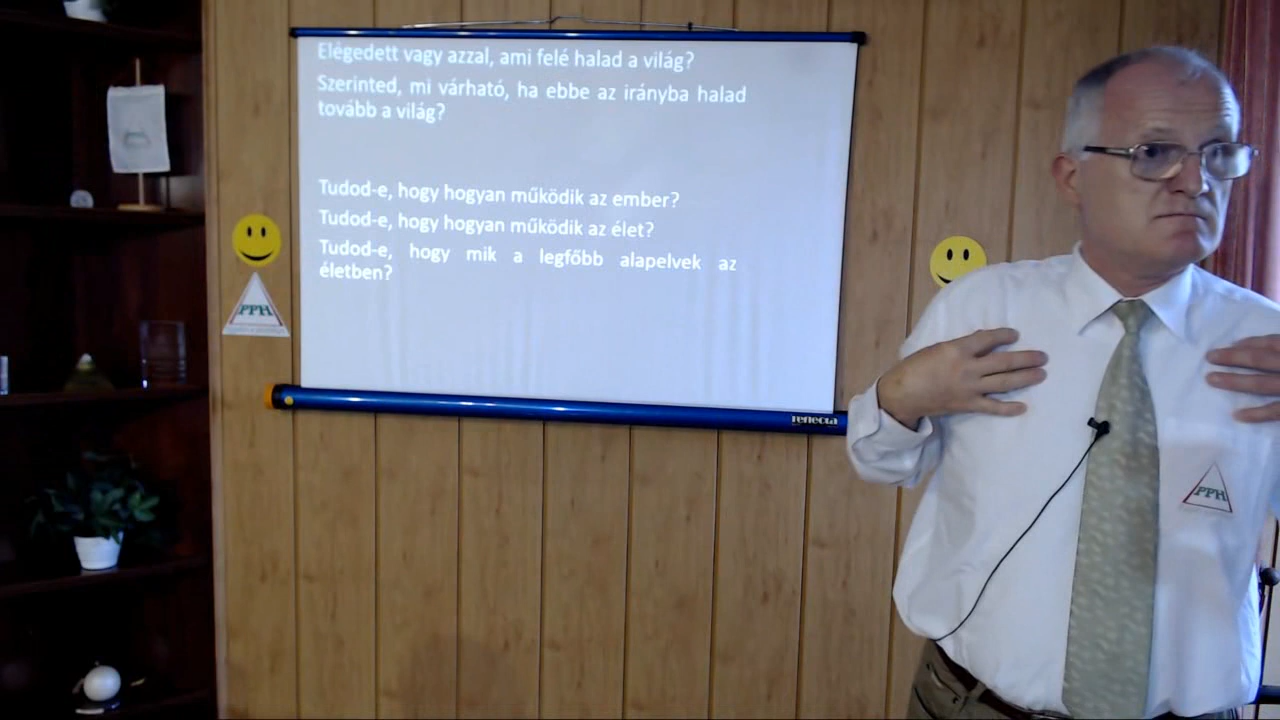 Elégedett vagy azzal, ami felé halad a világ?
Szerinted, mi várható, ha ebbe az irányba halad
tovább a világ?
Tudod-e, hogy hogyan működik az ember?
Tudod-e, hogy hogyan működik az élet?
Tudod-e, hogy mik a legfőbb alapelvek az
életben?
PPH
reflecta
PPH